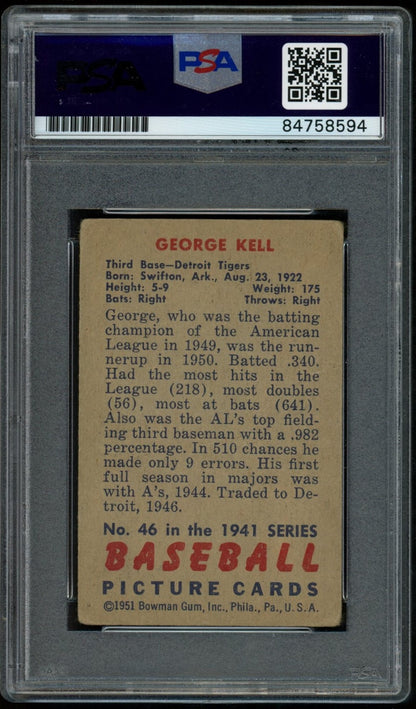 PSA
PSA
84758594
GEORGE KELL
Third Base—Detroit Tigers
Born: Swifton, Ark., Aug. 23, 1922
Height: 5-9 Weight: 175
Bats: Right Throws: Right
George, who was the batting
champion of the American
League in 1949, was the run-
nerup in 1950. Batted .340.
Had the most hits in the
League (218), most doubles
(56), most at bats (641).
Also was the AL's top field-
ing third baseman with a .982
percentage. In 510 chances he
made only 9 errors. His first
full season in majors was
with A's, 1944. Traded to De-
troit, 1946.
No. 46 in the 1941 SERIES
BASEBALL
PICTURE CARDS
©1951 Bowman Gum, Inc., Phila., Pa., U.S.A.
PSA